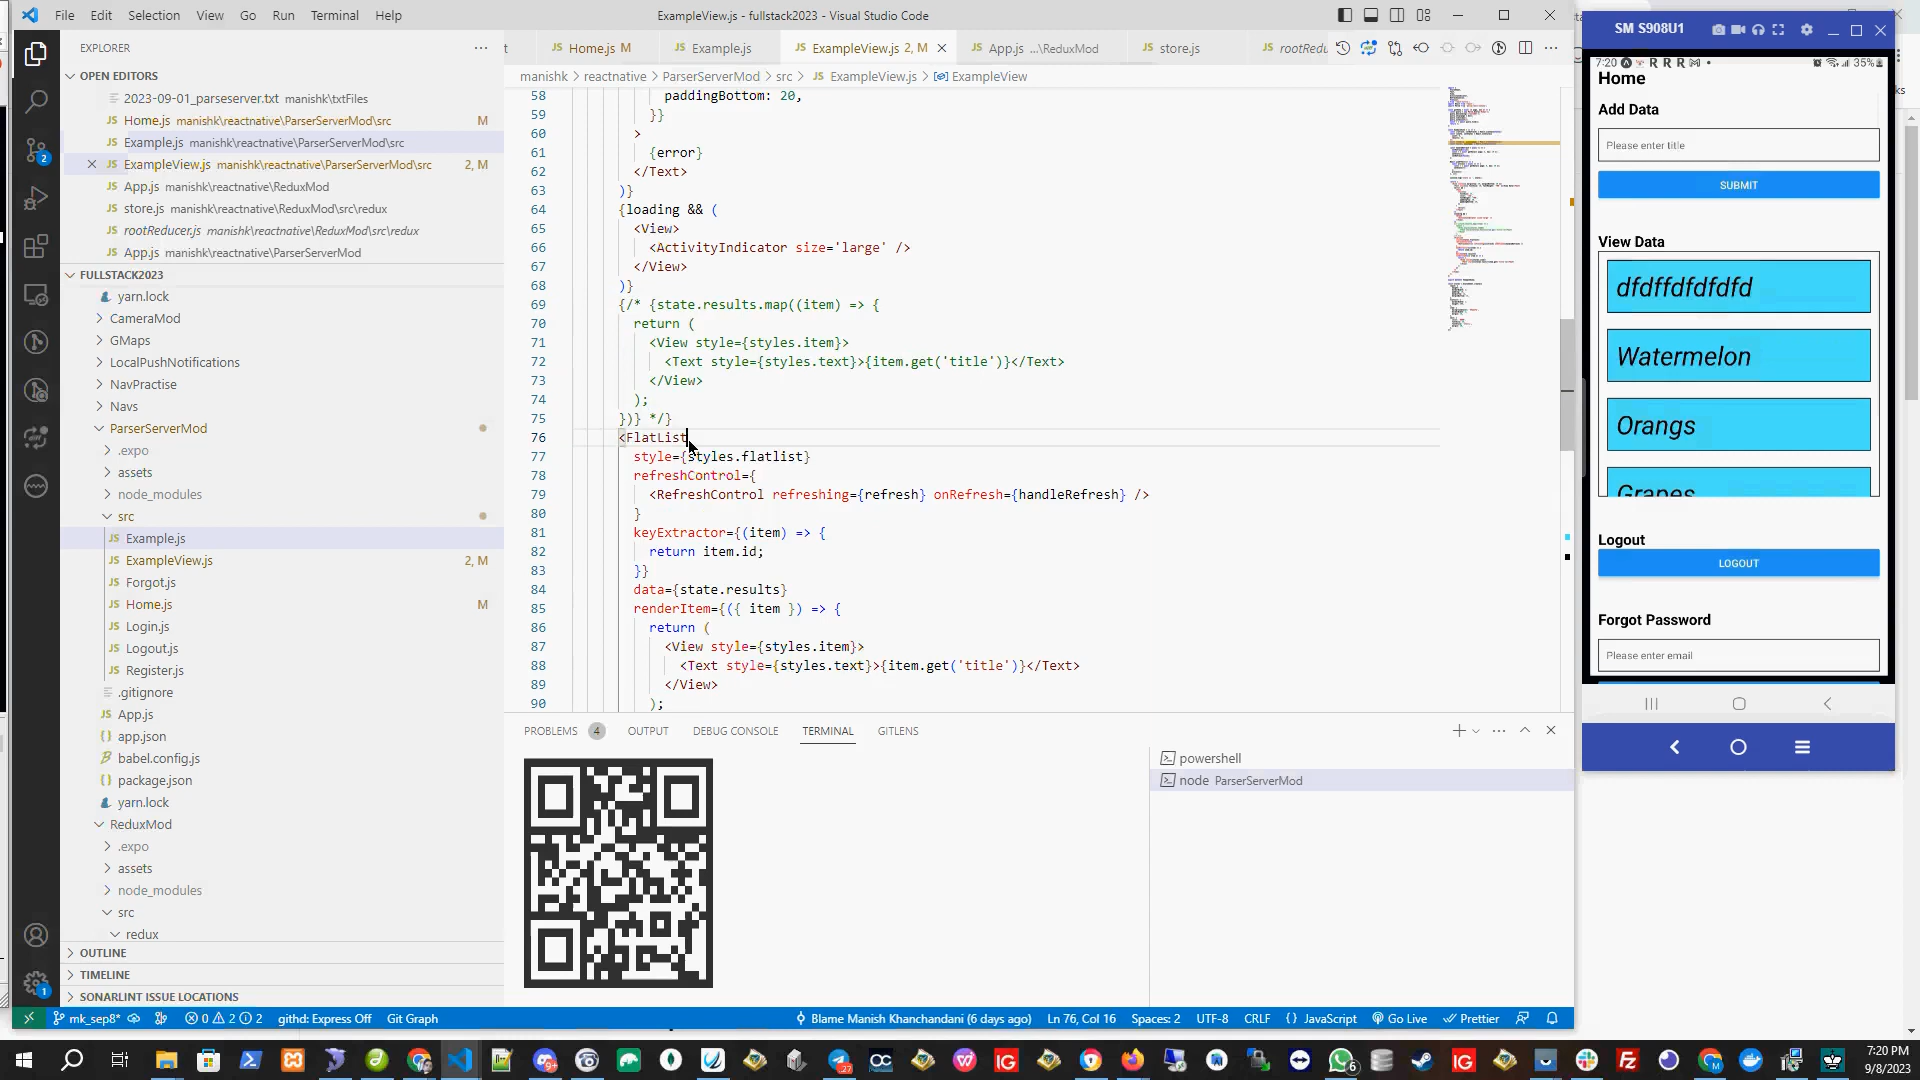 File Edit Selection View Go Run Terminal Help
ExampleView.js - fullstack2023 - Visual Studio Code
EXPLORER
OPEN EDITORS
2023-09-01_parseserver.txt manishk\txtFiles
Home.js manishk\reactnative\ParserServerMod\src M
Example.js manishk\reactnative\ParserServerMod\src
ExampleView.js manishk\reactnative\ParserServerMod\src 2, M
App.js manishk\reactnative\ReduxMod
store.js manishk\reactnative\ReduxMod\src\redux
rootReducer.js manishk\reactnative\ReduxMod\src\redux
App.js manishk\reactnative\ParserServerMod
FULLSTACK2023
yarn.lock
CameraMod
GMaps
LocalPushNotifications
NavPractise
Navs
ParserServerMod
.expo
assets
node_modules
src
Example.js
ExampleView.js 2, M
Forgot.js
Home.js M
Login.js
Logout.js
Register.js
.gitignore
App.js
app.json
babel.config.js
package.json
yarn.lock
ReduxMod
.expo
assets
node_modules
src
redux
OUTLINE
TIMELINE
SONARLINT ISSUE LOCATIONS
Home.js M Example.js ExampleView.js 2, M App.js ...\ReduxMod store.js rootRedu
manishk > reactnative > ParserServerMod > src > ExampleView.js > ExampleView
58 paddingBottom: 20,
59 }}
60 >
61 {error}
62 </Text>
63 )}
64 {loading && (
65 <View>
66 <ActivityIndicator size='large' />
67 </View>
68 )}
69 {/* {state.results.map((item) => {
70 return (
71 <View style={styles.item}>
72 <Text style={styles.text}>{item.get('title')}</Text>
73 </View>
74 );
75 })} */}
76 <FlatList
77 style={styles.flatlist}
78 refreshControl={
79 <RefreshControl refreshing={refresh} onRefresh={handleRefresh} />
80 }
81 keyExtractor={(item) => {
82 return item.id;
83 }}
84 data={state.results}
85 renderItem={({ item }) => {
86 return (
87 <View style={styles.item}>
88 <Text style={styles.text}>{item.get('title')}</Text>
89 </View>
90 );
PROBLEMS 4 OUTPUT DEBUG CONSOLE TERMINAL GITLENS
powershell
node ParserServerMod
mk_sep8* 0 2 2 githd: Express Off Git Graph Blame Manish Khanchandani (6 days ago) Ln 76, Col 16 Spaces: 2 UTF-8 CRLF {} JavaScript Go Live Prettier
SM S908U1
7:20 R R R 35%
Home
Add Data
Please enter title
SUBMIT
View Data
dfdffdfdfdfd
Watermelon
Orangs
Grapes
Logout
LOGOUT
Forgot Password
Please enter email
7:20 PM
9/8/2023